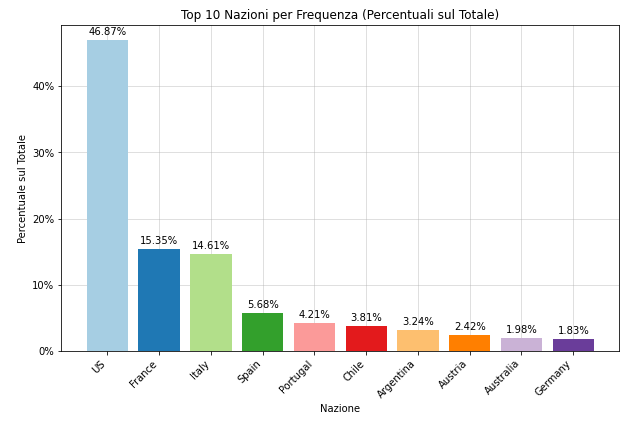 Top 10 Nazioni per Frequenza (Percentuali sul Totale)
Percentuale sul Totale
40%
30%
20%
10%
0%
46.87%
15.35%
14.61%
5.68%
4.21%
3.81%
3.24%
2.42%
1.98%
1.83%
US
France
Italy
Spain
Portugal
Chile
Argentina
Austria
Australia
Germany
Nazione